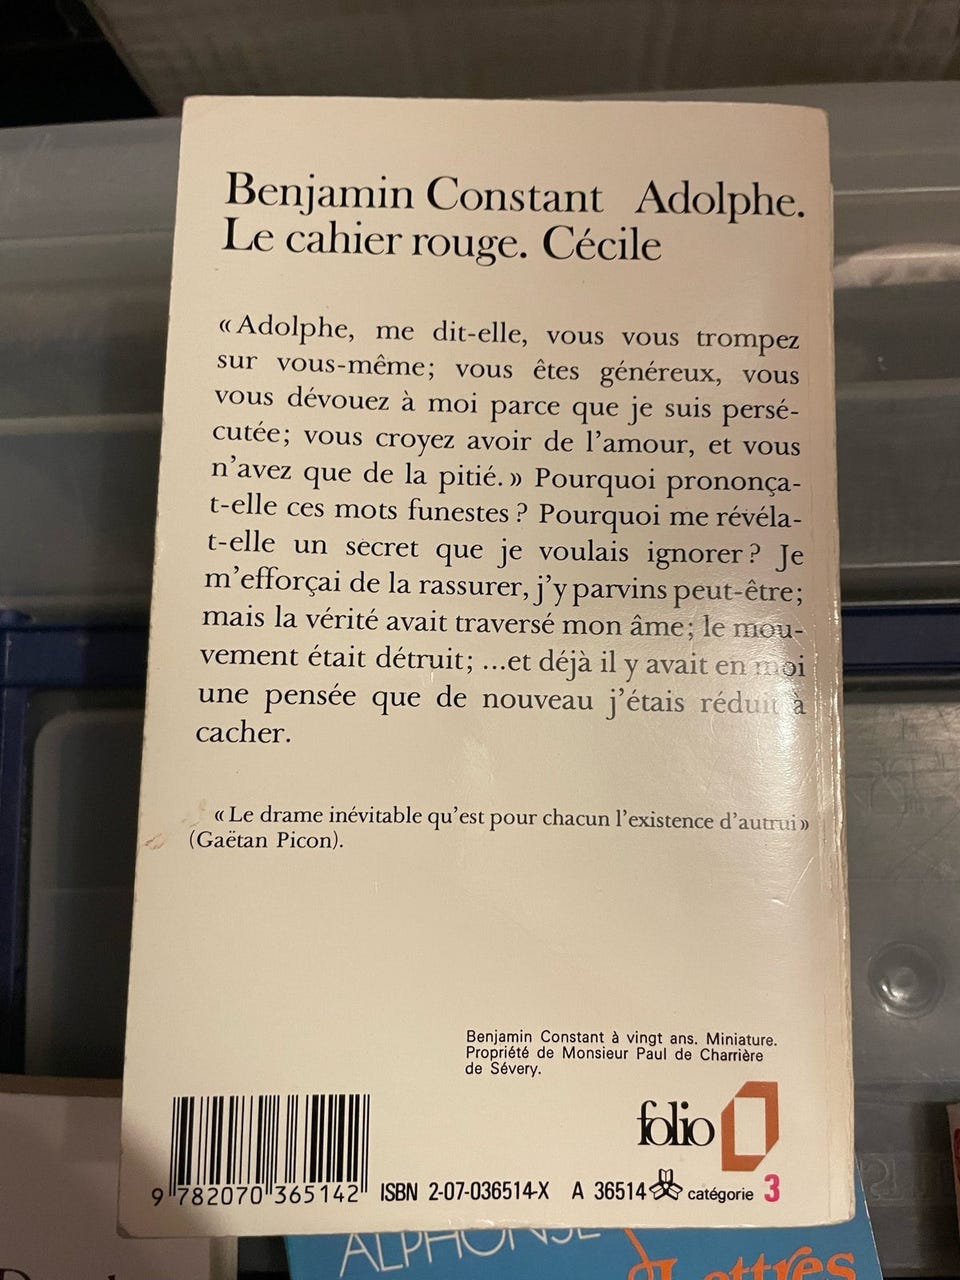 Benjamin Constant Adolphe.
Le cahier rouge. Cécile
« Adolphe, me dit-elle, vous vous trompez
sur vous-même; vous êtes généreux, vous
vous dévouez à moi parce que je suis persé-
cutée; vous croyez avoir de l'amour, et vous
n'avez que de la pitié. » Pourquoi prononça-
t-elle ces mots funestes ? Pourquoi me révéla-
t-elle un secret que je voulais ignorer ? Je
m'efforçai de la rassurer, j'y parvins peut-être;
mais la vérité avait traversé mon âme; le mou-
vement était détruit; ...et déjà il y avait en moi
une pensée que de nouveau j'étais réduit à
cacher.
« Le drame inévitable qu'est pour chacun l'existence d'autrui »
(Gaëtan Picon).
Benjamin Constant à vingt ans. Miniature.
Propriété de Monsieur Paul de Charrière
de Sévery.
folio
9 782070 365142 ISBN 2-07-036514-X A 36514 catégorie 3
ALPHONSE
Lettres